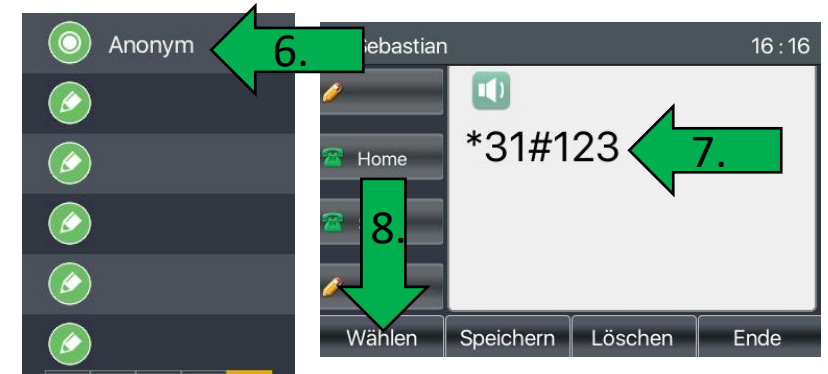 Anonym
6.
Sebastian
16:16
*31#123
7.
Home
8.
Wählen
Speichern
Löschen
Ende